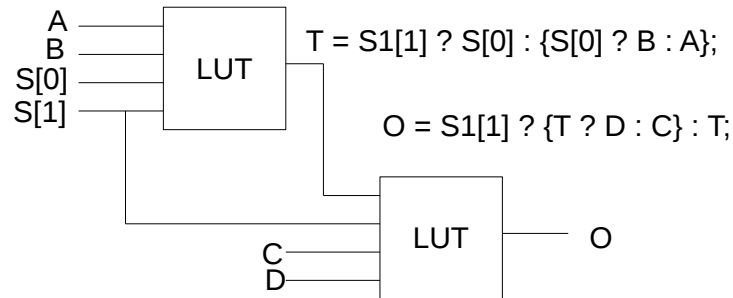 A
B
S[0]
S[1]
LUT
T = S1[1] ? S[0] : {S[0] ? B : A};
O = S1[1] ? {T ? D : C} : T;
C
D
LUT
O